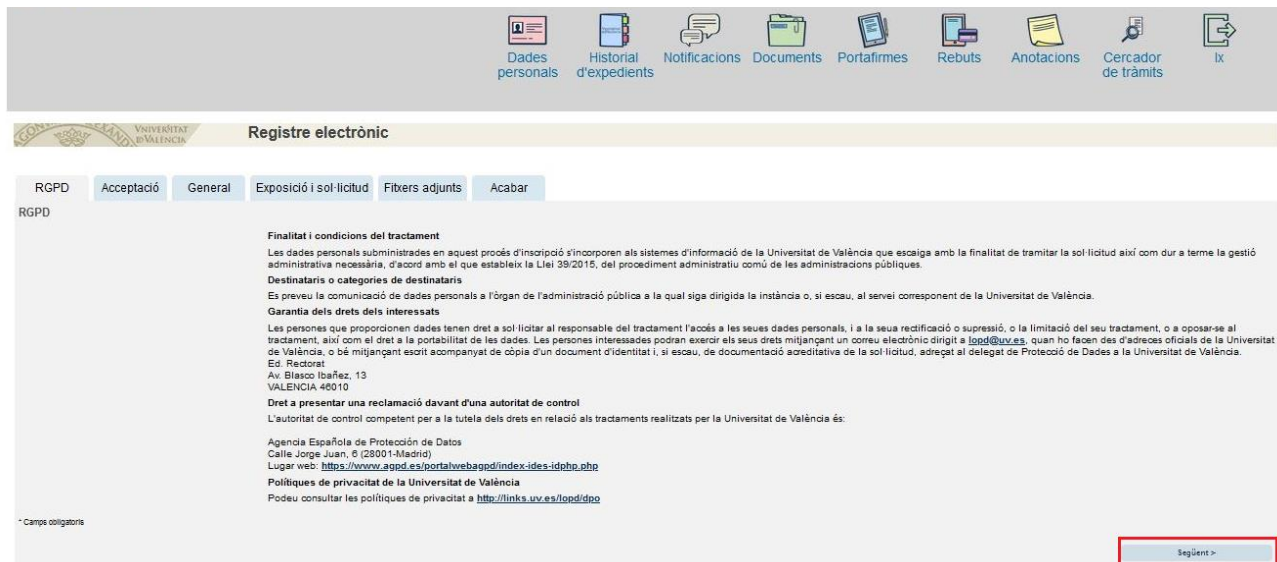 Dades personals
Historial d'expedients
Notificacions
Documents
Portafirmes
Rebuts
Anotacions
Cercador de tràmits
Ix
VNIVERSITAT
ID VALÈNCIA
Registre electrònic
RGPD
Acceptació
General
Exposició i sol·licitud
Fitxers adjunts
Acabar
RGPD
Finalitat i condicions del tractament
Les dades personals subministrades en aquest procés d'inscripció s'incorporen als sistemes d'informació de la Universitat de València que escaiga amb la finalitat de tramitar la sol·licitud així com dur a terme la gestió
administrativa necessària, d'acord amb el que estableix la Llei 39/2015, del procediment administratiu comú de les administracions públiques.
Destinataris o categories de destinataris
Es preveu la comunicació de dades personals a l'òrgan de l'administració pública a la qual siga dirigida la instància o, si escau, al servei corresponent de la Universitat de València.
Garantia dels drets dels interessats
Les persones que proporcionen dades tenen dret a sol·licitar al responsable del tractament l'accés a les seues dades personals, i a la seua rectificació o supressió, o la limitació del seu tractament, o a oposar-se al
tractament, així com el dret a la portabilitat de les dades. Les persones interessades podran exercir els seus drets mitjançant un correu electrònic dirigit a lopd@uv.es, quan ho facen des d'adreces oficials de la Universitat
de València, o bé mitjançant escrit acompanyat de còpia d'un document d'identitat i, si escau, de documentació acreditativa de la sol·licitud, adreçat al delegat de Protecció de Dades a la Universitat de València.
Ed. Rectorat
Av. Blasco Ibañez, 13
VALENCIA 46010
Dret a presentar una reclamació davant d'una autoritat de control
L'autoritat de control competent per a la tutela dels drets en relació als tractaments realitzats per la Universitat de València és:
Agencia Española de Protección de Datos
Calle Jorge Juan, 6 (28001-Madrid)
Lugar web: https://www.agpd.es/portalwebagpd/index-ides-idphp.php
Polítiques de privacitat de la Universitat de València
Podeu consultar les polítiques de privacitat a http://links.uv.es/lopd/dpo
* Camps obligatoris
Següent >